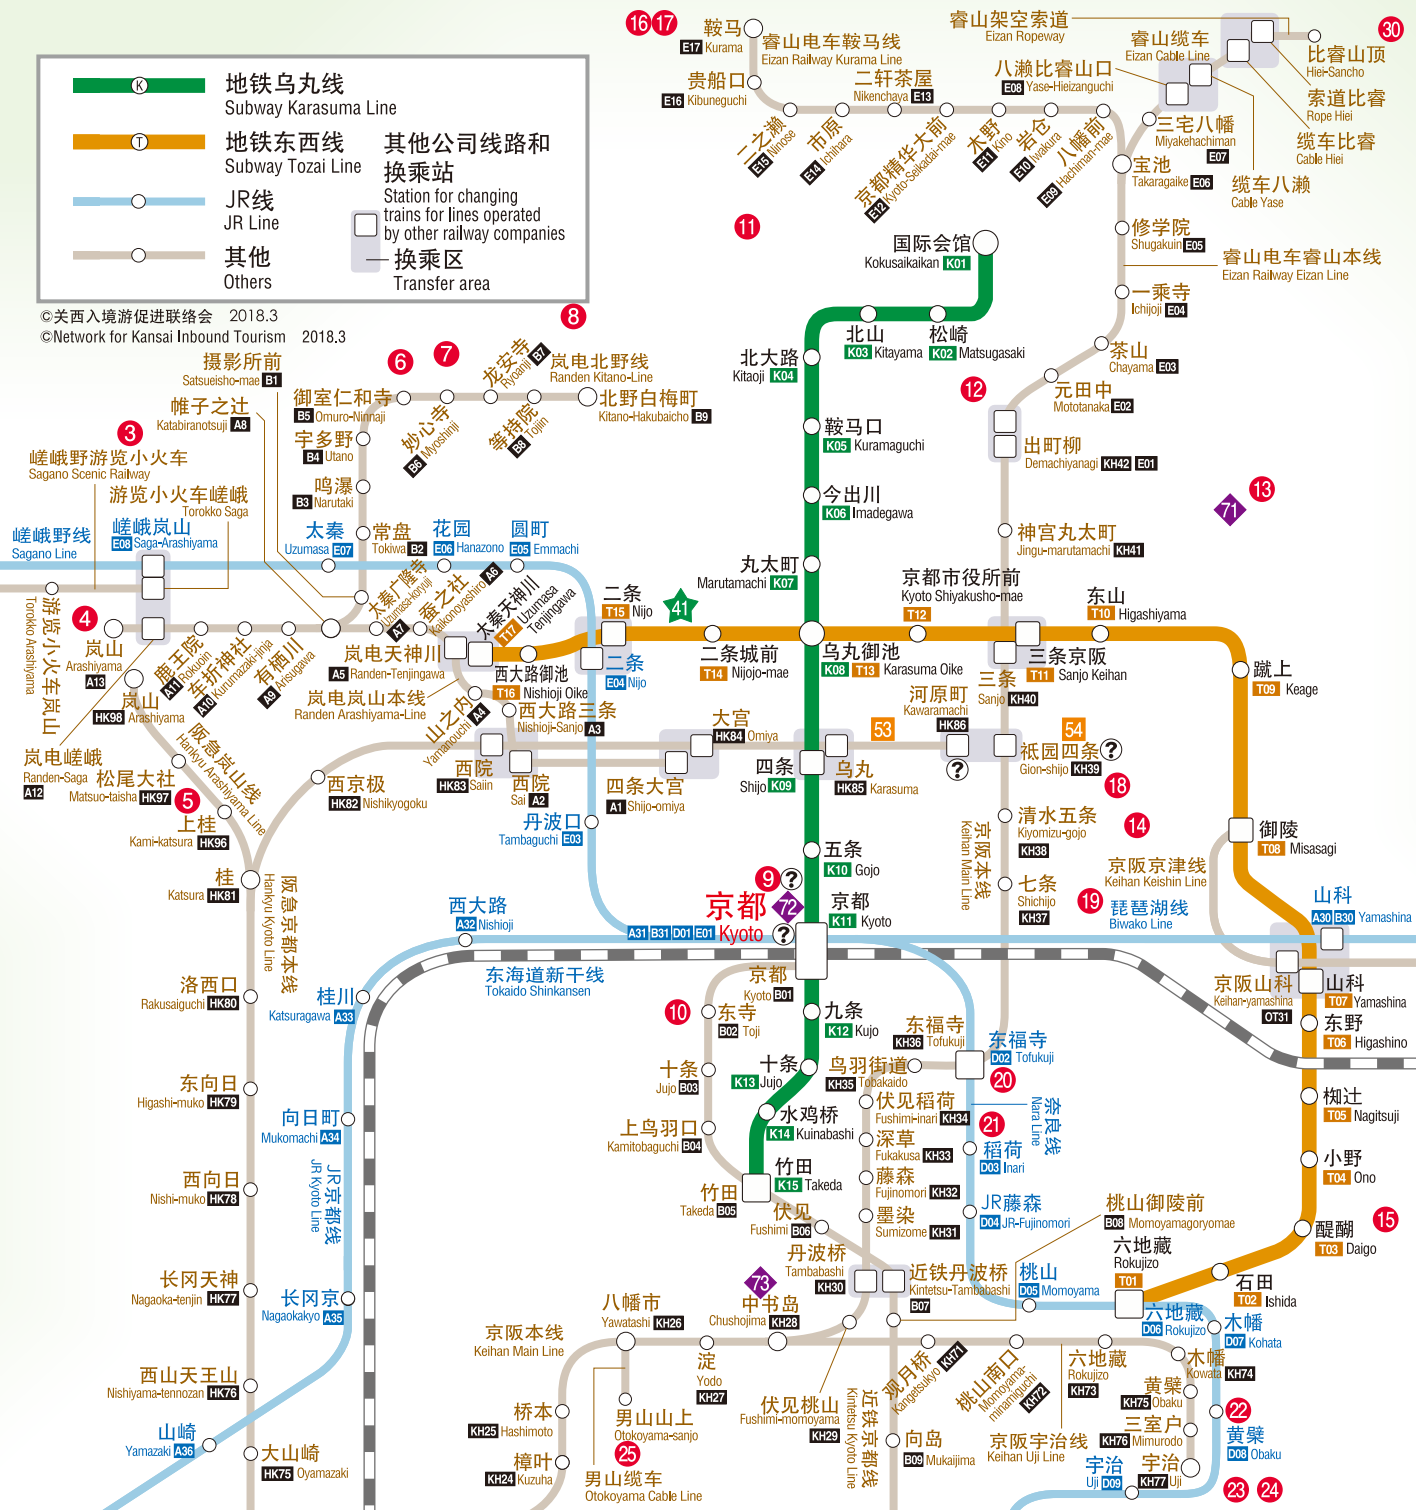 K
地铁乌丸线
Subway Karasuma Line
T
地铁东西线
Subway Tozai Line
JR线
JR Line
其他
Others
其他公司线路和
换乘站
Station for changing
trains for lines operated
by other railway companies
换乘区
Transfer area
©关西入境游促进联络会 2018.3
©Network for Kansai Inbound Tourism 2018.3
16 17
鞍马
E17 Kurama
睿山电车鞍马线
Eizan Railway Kurama Line
贵船口
E16 Kibuneguchi
二之濑
E15 Ninose
市原
E14 Ichihara
二轩茶屋
Nikenchaya E13
京都精华大前
E12 Kyoto-Seikadai-mae
木野
E11 Kino
岩仓
E10 Iwakura
八幡前
E09 Hachiman-mae
八濑比睿山口
E08 Yase-Hieizanguchi
睿山架空索道
Eizan Ropeway
睿山缆车
Eizan Cable Line
30
比睿山顶
Hiei-Sancho
索道比睿
Rope Hiei
缆车比睿
Cable Hiei
缆车八濑
Cable Yase
三宅八幡
Miyakehachiman
E07
宝池
Takaragaike E06
修学院
Shugakuin E05
睿山电车睿山本线
Eizan Railway Eizan Line
一乘寺
Ichijoji E04
茶山
Chayama E03
元田中
Mototanaka E02
出町柳
Demachiyanagi KH42 E01
11
12
13
71
国际会馆
Kokusaikaikan K01
松崎
K02 Matsugasaki
北山
K03 Kitayama
北大路
Kitaoji K04
鞍马口
K05 Kuramaguchi
今出川
K06 Imadegawa
丸太町
Marutamachi K07
神宫丸太町
Jingu-marutamachi KH41
8
7
6
3
摄影所前
Satsueisho-mae B1
帷子之辻
Katabiranotsuji A8
御室仁和寺
B5 Omuro-Ninnaji
宇多野
B4 Utano
鸣瀑
B3 Narutaki
常盘
Tokiwa B2
妙心寺
B6 Myoshinji
龙安寺
Ryoanji B7
等持院
B8 Tojiin
岚电北野线
Randen Kitano-Line
北野白梅町
Kitano-Hakubaicho B9
嵯峨野游览小火车
Sagano Scenic Railway
游览小火车嵯峨
Torokko Saga
嵯峨野线
Sagano Line
嵯峨岚山
E08 Saga-Arashiyama
太秦
Uzumasa E07
花园
E06 Hanazono
圆町
E05 Emmachi
游览小火车岚山
Torokko Arashiyama
4
岚山
Arashiyama
A13
岚山
HK98 Arashiyama
鹿王院
A11 Rokuoin
车折神社
A10 Kurumazaki-jinja
有栖川
A9 Arisugawa
太秦广隆寺
Uzumasa-koryuji
A7
蚕之社
Kaikonoyashiro A6
太秦天神川
T17 Uzumasa
Tenjingawa
岚电天神川
A5 Randen-Tenjingawa
岚电岚山本线
Randen Arashiyama-Line
西大路御池
T16 Nishioji Oike
二条
T15 Nijo
41
二条
E04 Nijo
二条城前
T14 Nijojo-mae
乌丸御池
K08 T13 Karasuma Oike
京都市役所前
Kyoto Shiyakusho-mae
T12
三条京阪
T11 Sanjo Keihan
三条
Sanjo KH40
东山
T10 Higashiyama
蹴上
T09 Keage
岚电嵯峨
Randen-Saga
A12
阪急岚山线
Hankyu Arashiyama Line
松尾大社
Matsuo-taisha HK97
5
上桂
Kami-katsura HK96
桂
Katsura HK81
山之内
Yamanouchi A4
西大路三条
Nishioji-Sanjo A3
西京极
HK82 Nishikyogoku
西院
HK83 Saiin
西院
Sai A2
大宫
HK84 Omiya
四条大宫
A1 Shijo-omiya
丹波口
Tambaguchi E03
四条
Shijo K09
乌丸
HK85 Karasuma
53
河原町
Kawaramachi
HK86
?
54
祇园四条 ?
Gion-shijo KH39
18
清水五条
Kiyomizu-gojo
KH38
14
七条
Shichijo
KH37
京阪本线
Keihan Main Line
京阪京津线
Keihan Keishin Line
御陵
T08 Misasagi
山科
A30 B30 Yamashina
19
琵琶湖线
Biwako Line
京阪山科
Keihan-yamashina
OT31
山科
T07 Yamashina
东野
T06 Higashino
椥辻
T05 Nagitsuji
小野
T04 Ono
15
醍醐
T03 Daigo
石田
T02 Ishida
六地藏
Rokujizo
T01
五条
K10 Gojo
9 ?
72
京都
A31 B31 D01 E01 Kyoto ?
京都
K11 Kyoto
京都
Kyoto B01
西大路
A32 Nishioji
东海道新干线
Tokaido Shinkansen
阪急京都本线
Hankyu Kyoto Line
洛西口
Rakusaiguchi HK80
桂川
Katsuragawa A33
东向日
Higashi-muko HK79
向日町
Mukomachi A34
西向日
Nishi-muko HK78
JR京都线
JR Kyoto Line
长冈天神
Nagaoka-tenjin HK77
长冈京
Nagaokakyo A35
西山天王山
Nishiyama-tennozan HK76
山崎
Yamazaki A36
大山崎
HK75 Oyamazaki
10
东寺
B02 Toji
九条
K12 Kujo
十条
Jujo B03
十条
K13 Jujo
上鸟羽口
Kamitobaguchi B04
水鸡桥
K14 Kuinabashi
竹田
K15 Takeda
竹田
Takeda B05
伏见
Fushimi B06
东福寺
KH36 Tofukuji
东福寺
D02 Tofukuji
20
鸟羽街道
KH35 Tobakaido
伏见稻荷
Fushimi-inari KH34
深草
Fukakusa KH33
藤森
Fujinomori KH32
墨染
Sumizome KH31
21
稻荷
D03 Inari
奈良线
Nara Line
JR藤森
D04 JR-Fujinomori
桃山御陵前
B08 Momoyamagoryomae
丹波桥
Tambabashi
KH30
近铁丹波桥
Kintetsu-Tambabashi
B07
桃山
D05 Momoyama
六地藏
D06 Rokujizo
木幡
D07 Kohata
73
中书岛
Chushojima KH28
八幡市
Yawatashi KH26
京阪本线
Keihan Main Line
淀
Yodo
KH27
桥本
KH25 Hashimoto
樟叶
KH24 Kuzuha
男山山上
Otokoyama-sanjo
25
男山缆车
Otokoyama Cable Line
伏见桃山
Fushimi-momoyama
KH29
近铁京都线
Kintetsu Kyoto Line
向岛
B09 Mukaijima
观月桥
Kangetsukyo KH71
桃山南口
Momoyama-
minamiguchi
KH72
六地藏
Rokujizo
KH73
木幡
Kowata KH74
黄檗
KH75 Obaku
三室户
KH76 Mimurodo
宇治
KH77 Uji
京阪宇治线
Keihan Uji Line
22
黄檗
D08 Obaku
宇治
Uji D09
23 24